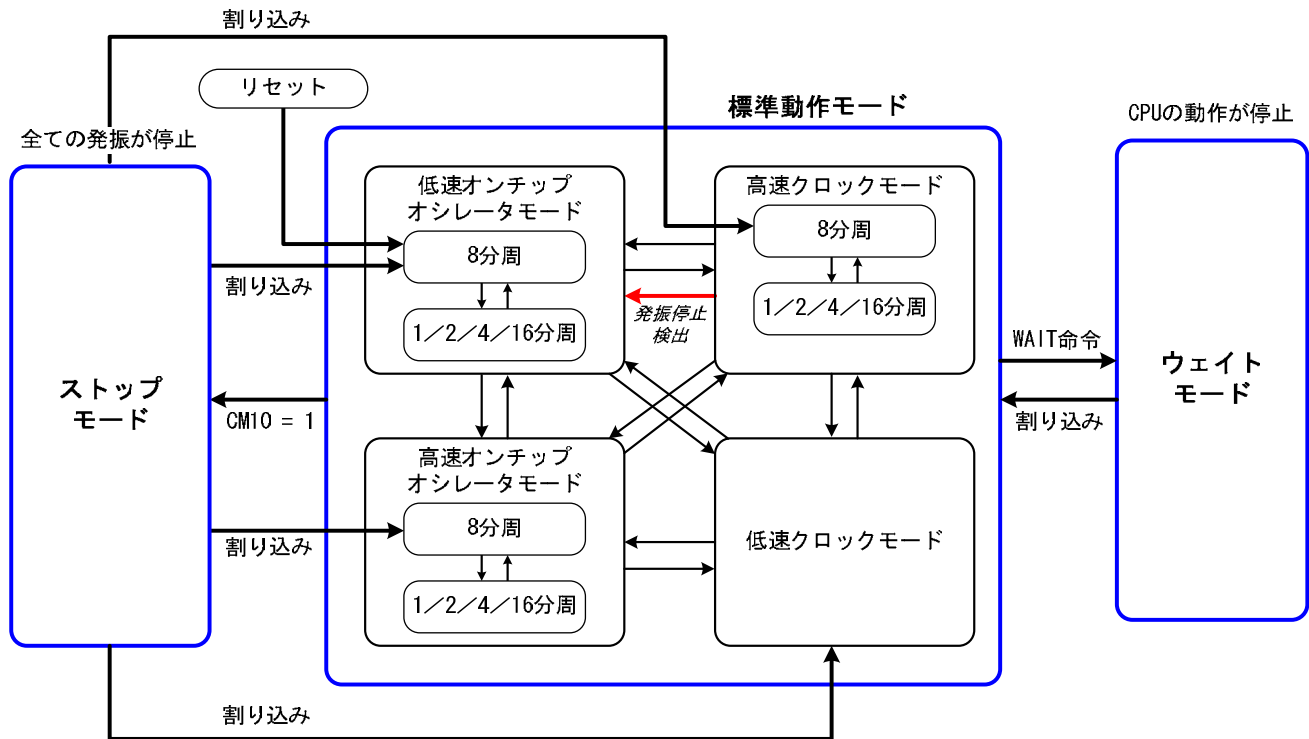 割り込み
リセット
標準動作モード
全ての発振が停止
CPUの動作が停止
低速オンチップ
オシレータモード
8分周
1／2／4／16分周
高速クロックモード
8分周
1／2／4／16分周
割り込み
発振停止
検出
WAIT命令
ストップ
モード
ウェイト
モード
CM10 = 1
割り込み
高速オンチップ
オシレータモード
8分周
1／2／4／16分周
低速クロックモード
割り込み
割り込み